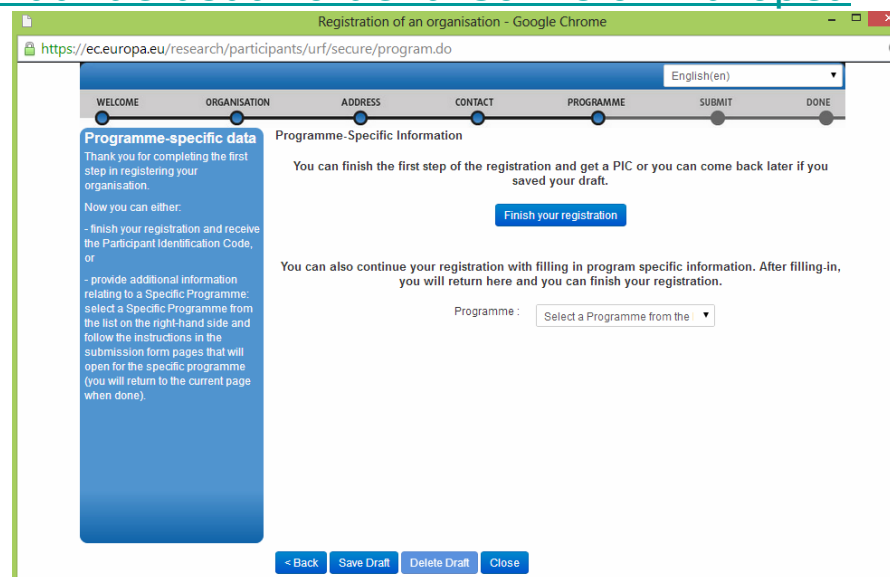 Registration of an organisation - Google Chrome
https://ec.europa.eu/research/participants/urf/secure/program.do
English(en)
WELCOME ORGANISATION ADDRESS CONTACT PROGRAMME SUBMIT DONE
Programme-specific data
Thank you for completing the first
step in registering your
organisation.
Now you can either:
- finish your registration and receive
the Participant Identification Code,
or
- provide additional information
relating to a Specific Programme:
select a Specific Programme from
the list on the right-hand side and
follow the instructions in the
submission form pages that will
open for the specific programme
(you will return to the current page
when done).
Programme-Specific Information
You can finish the first step of the registration and get a PIC or you can come back later if you
saved your draft.
Finish your registration
You can also continue your registration with filling in program specific information. After filling-in,
you will return here and you can finish your registration.
Programme :
Select a Programme from the
< Back Save Draft Delete Draft Close